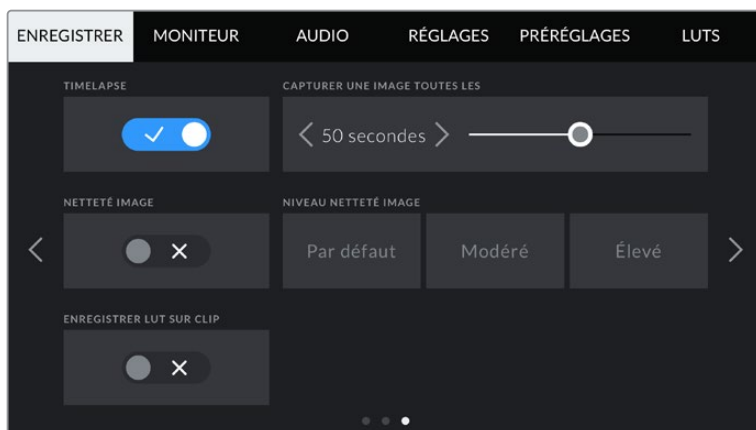 ENREGISTRER MONITEUR AUDIO RÉGLAGES PRÉRÉGLAGES LUTS
TIMELAPSE CAPTURER UNE IMAGE TOUTES LES
50 secondes
NETTETÉ IMAGE NIVEAU NETTETÉ IMAGE
Par défaut Modéré Élevé
ENREGISTRER LUT SUR CLIP